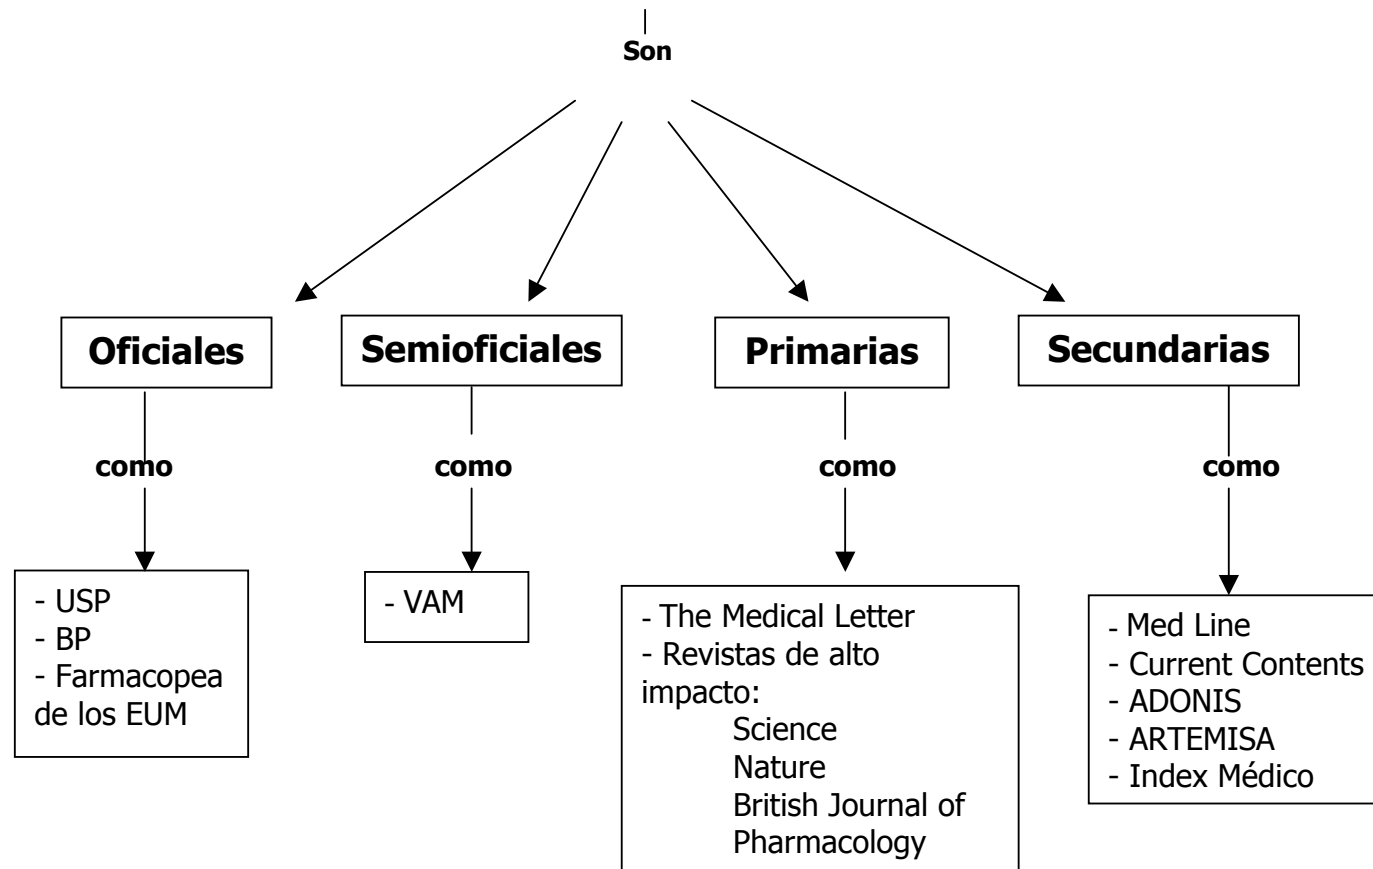 Son
Oficiales
Semioficiales
Primarias
Secundarias
como
como
como
como
- USP
- BP
- Farmacopea
de los EUM
- VAM
- The Medical Letter
- Revistas de alto
impacto:
Science
Nature
British Journal of
Pharmacology
- Med Line
- Current Contents
- ADONIS
- ARTEMISA
- Index Médico